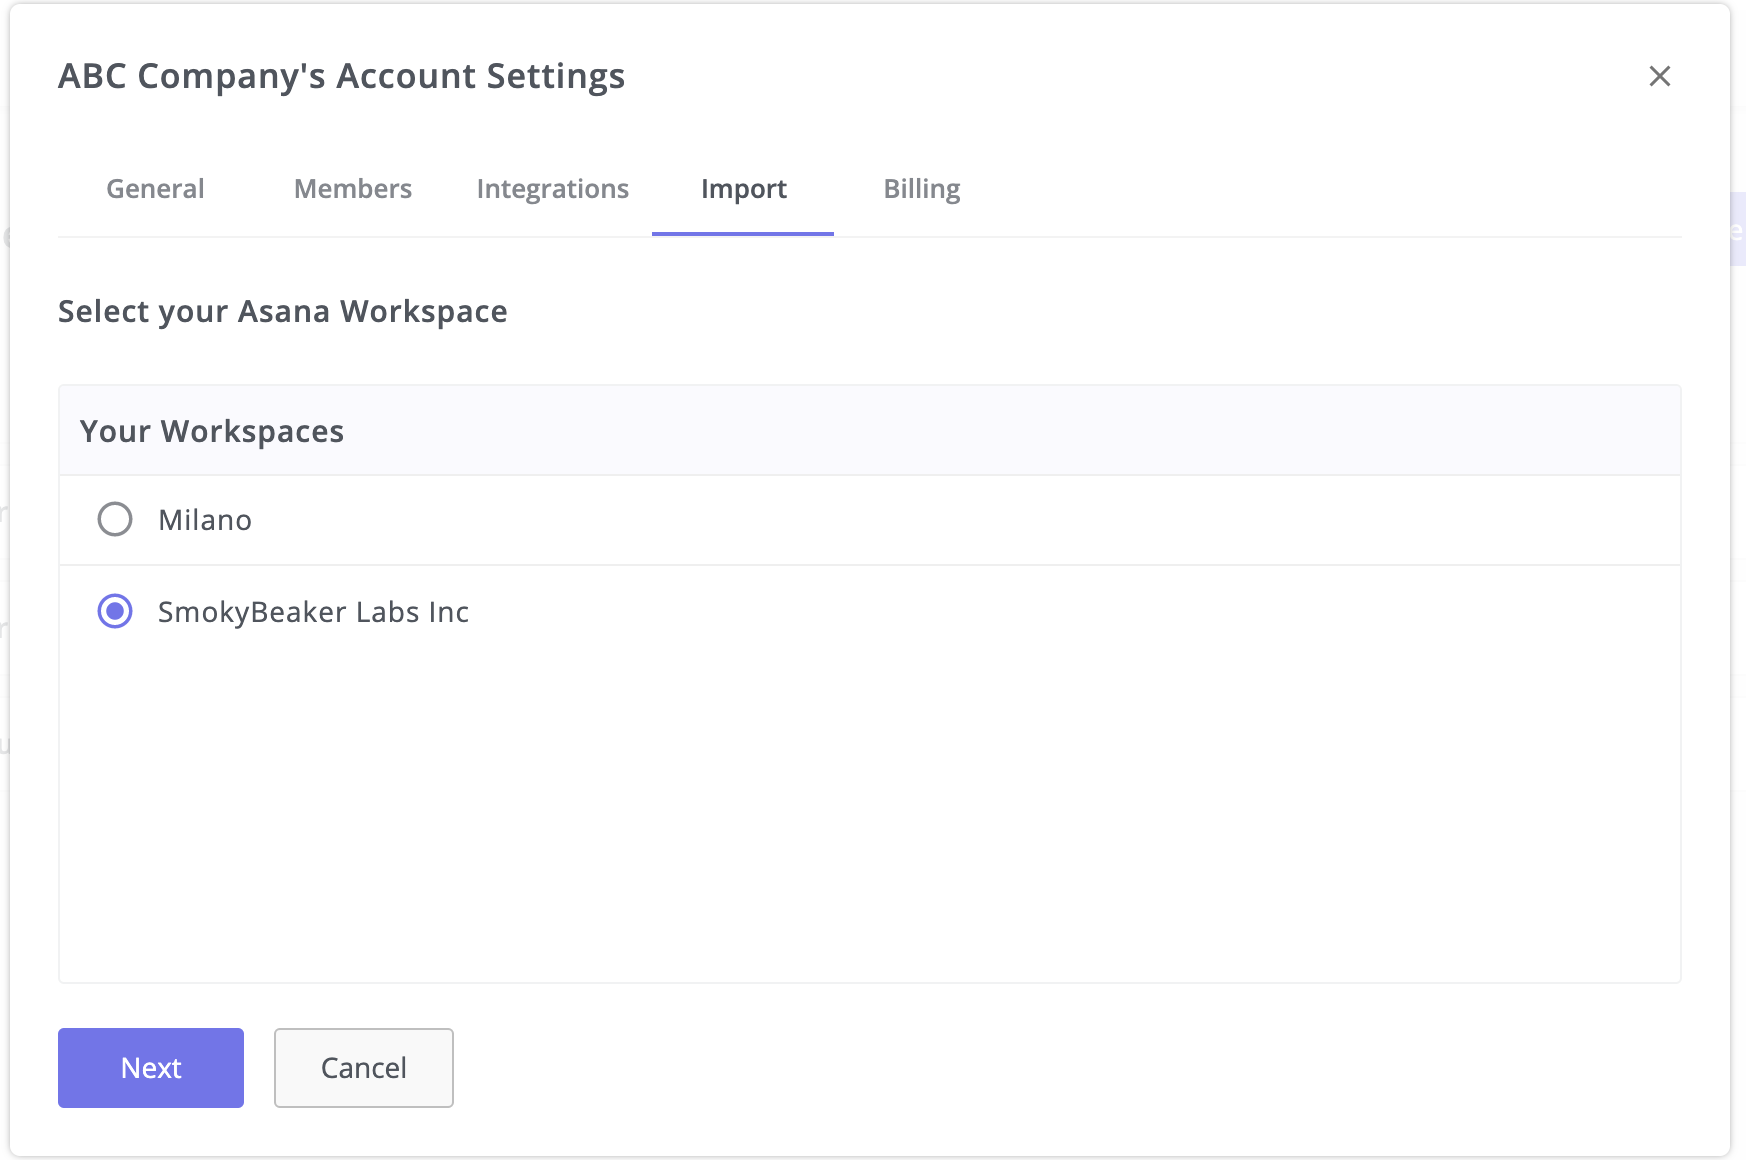 ABC Company's Account Settings
General Members Integrations Import Billing
Select your Asana Workspace
Your Workspaces
Milano
SmokyBeaker Labs Inc
Next Cancel